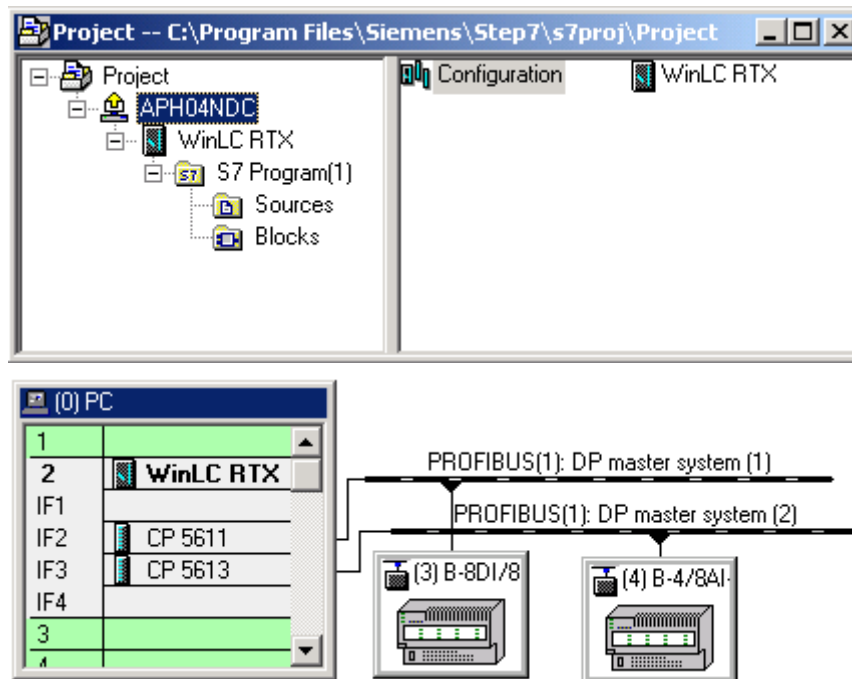 Project -- C:\Program Files\Siemens\Step7\s7proj\Project
Project
APH04NDC
WinLC RTX
S7 Program(1)
Sources
Blocks
Configuration
WinLC RTX
(0) PC
1
2 WinLC RTX
IF1
IF2 CP 5611
IF3 CP 5613
IF4
3
4
PROFIBUS(1): DP master system (1)
PROFIBUS(1): DP master system (2)
(3) B-8DI/8
(4) B-4/8AI-